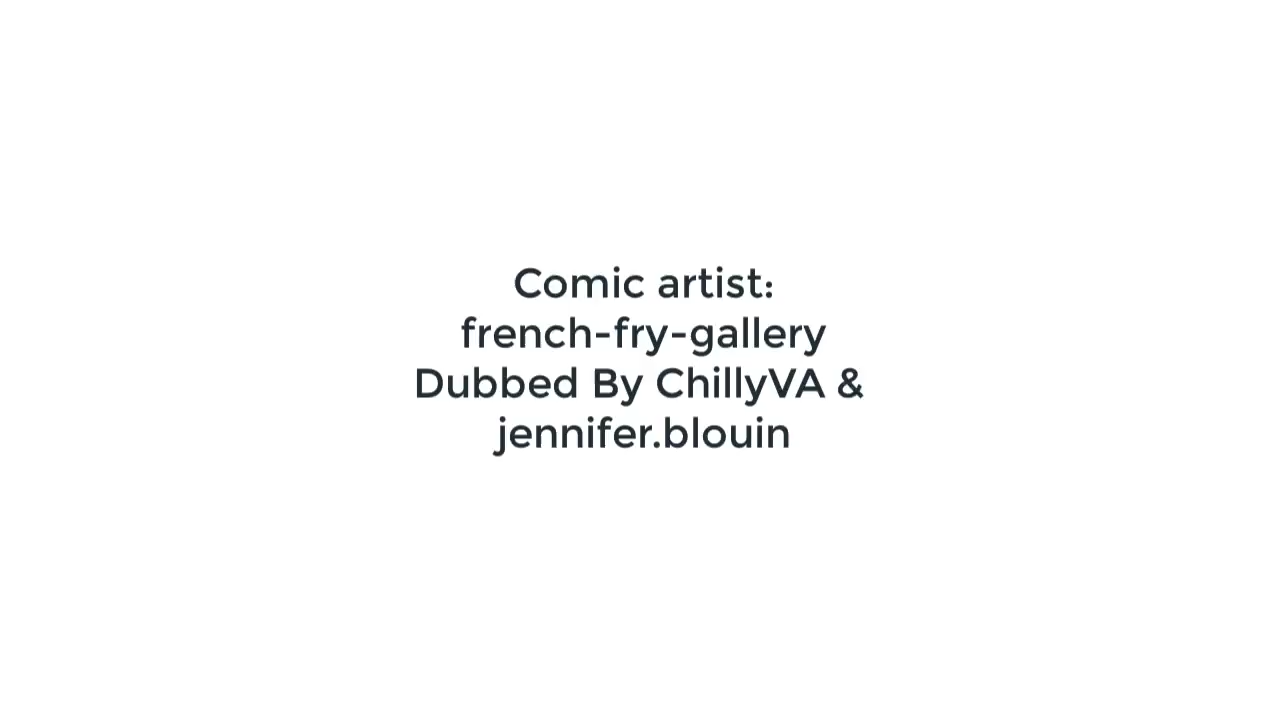 Comic artist:
french-fry-gallery
Dubbed By ChillyVA &
jennifer.blouin